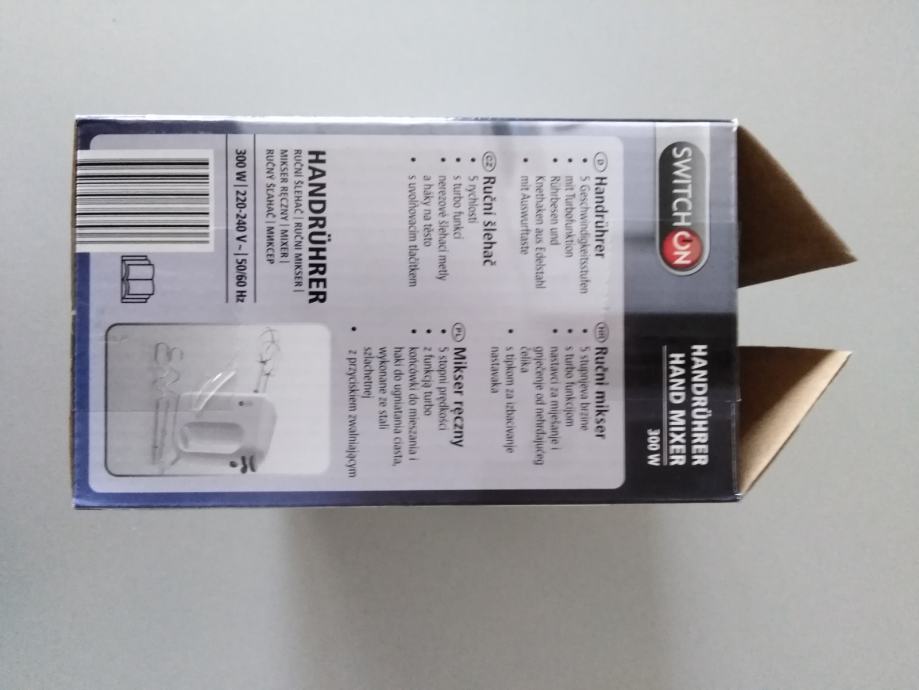 SWITCH ON
HANDRÜHRER
HAND MIXER
300 W
D Handrührer
• 5 Geschwindigkeitsstufen
• mit Turbofunktion
• Rührbesen und
Knethaken aus Edelstahl
• mit Auswurftaste
CZ Ruční šlehač
• 5 rychlostí
• s turbo funkcí
• nerezové šlehací metly
a háky na těsto
• s uvolňovacím tlačítkem
HR Ručni mikser
• 5 stupnjeva brzine
• s turbo funkcijom
• nastavci za miješanje i
gnječenje od nehrđajućeg
čelika
• s tipkom za izbacivanje
nastavaka
PL Mikser ręczny
• 5 stopni prędkości
• z funkcją turbo
• końcówki do mieszania i
haki do ugniatania ciasta,
wykonane ze stali
szlachetnej
• z przyciskiem zwalniającym
HANDRÜHRER
RUČNÍ ŠLEHAČ | RUČNI MIKSER |
MIKSER RĘCZNY | MIXER |
RUČNÝ ŠĽAHAČ | МИКСЕР
300 W | 220-240 V~ | 50/60 Hz